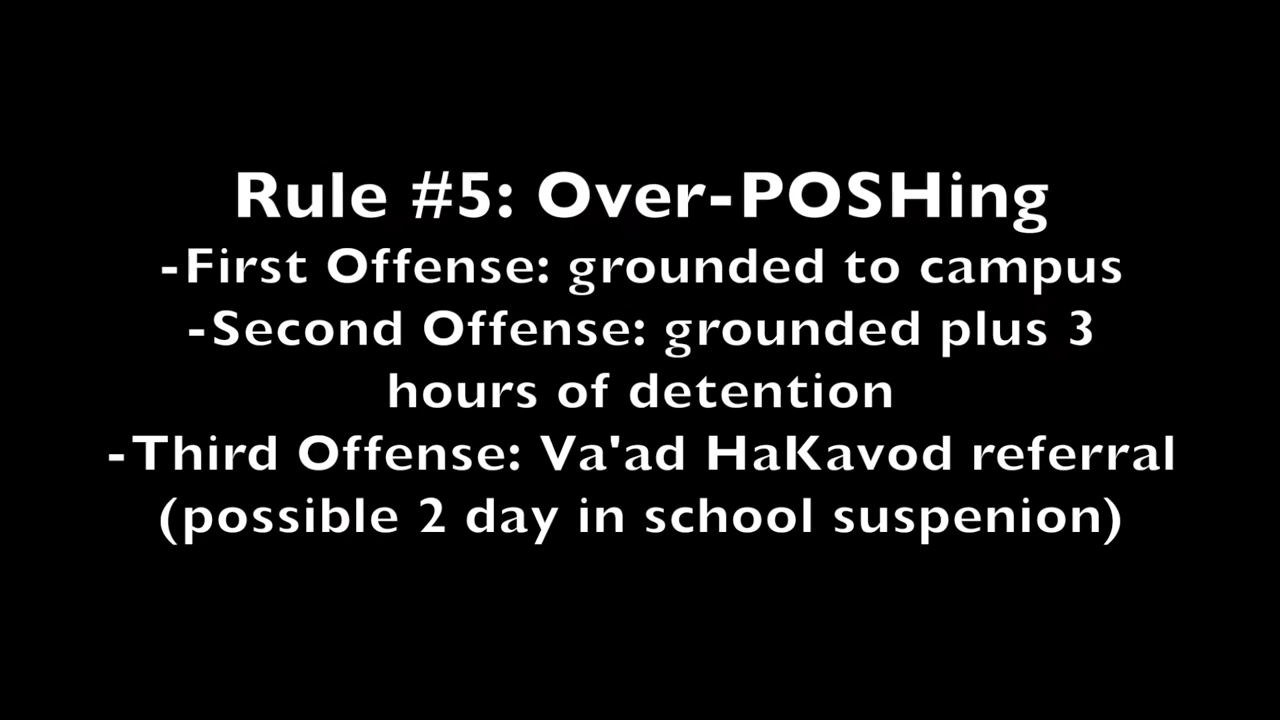 Rule #5: Over-POSHing
-First Offense: grounded to campus
-Second Offense: grounded plus 3
hours of detention
-Third Offense: Va'ad HaKavod referral
(possible 2 day in school suspenion)